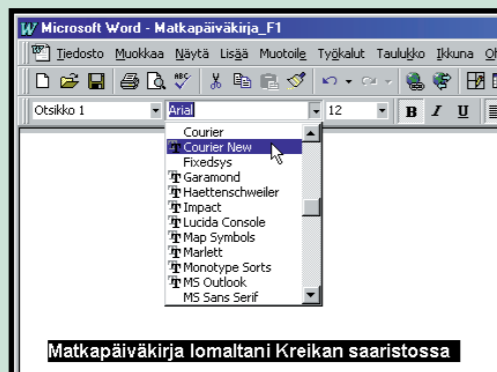 Microsoft Word - Matkapäiväkirja_F1
Tiedosto Muokkaa Näytä Lisää Muotoile Työkalut Taulukko Ikkuna
ABC
Otsikko 1 Arial 12 B I U
Courier
Courier New
Fixedsys
Garamond
Haettenschweiler
Impact
Lucida Console
Map Symbols
Marlett
Monotype Sorts
MS Outlook
MS Sans Serif
Matkapäiväkirja lomaltani Kreikan saaristossa